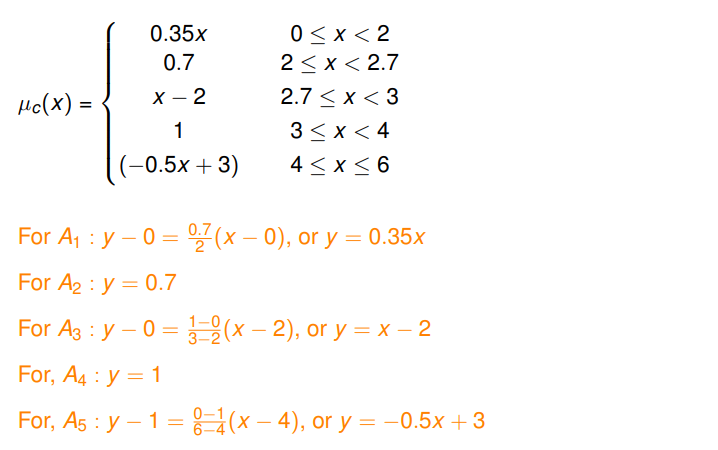 0.35x 0 ≤ x < 2
0.7 2 ≤ x < 2.7
μc(x) = { x − 2 2.7 ≤ x < 3
1 3 ≤ x < 4
(−0.5x + 3) 4 ≤ x ≤ 6
For A₁ : y − 0 = 0.7/2 (x − 0), or y = 0.35x
For A₂ : y = 0.7
For A₃ : y − 0 = 1−0/3−2 (x − 2), or y = x − 2
For, A₄ : y = 1
For, A₅ : y − 1 = 0−1/6−4 (x − 4), or y = −0.5x + 3